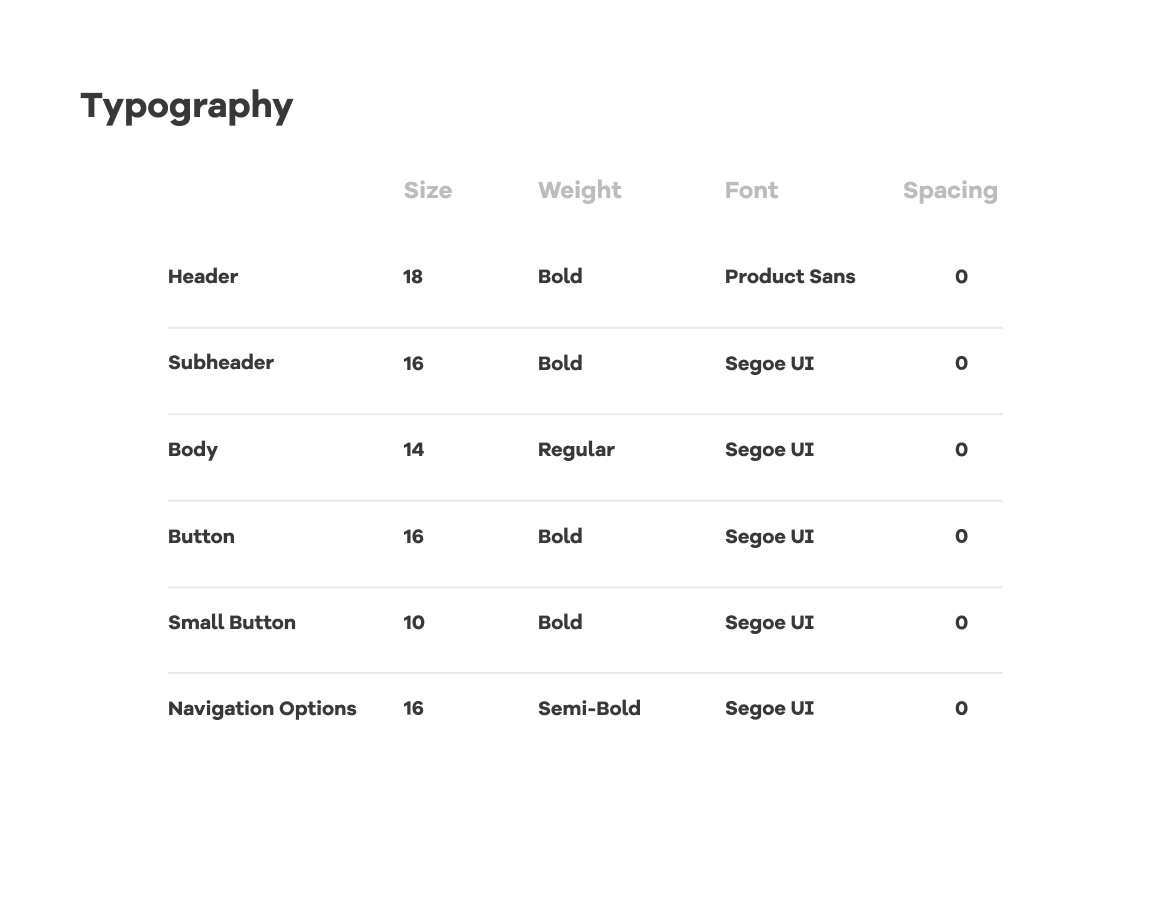 Typography
Size Weight Font Spacing
Header 18 Bold Product Sans 0
Subheader 16 Bold Segoe UI 0
Body 14 Regular Segoe UI 0
Button 16 Bold Segoe UI 0
Small Button 10 Bold Segoe UI 0
Navigation Options 16 Semi-Bold Segoe UI 0